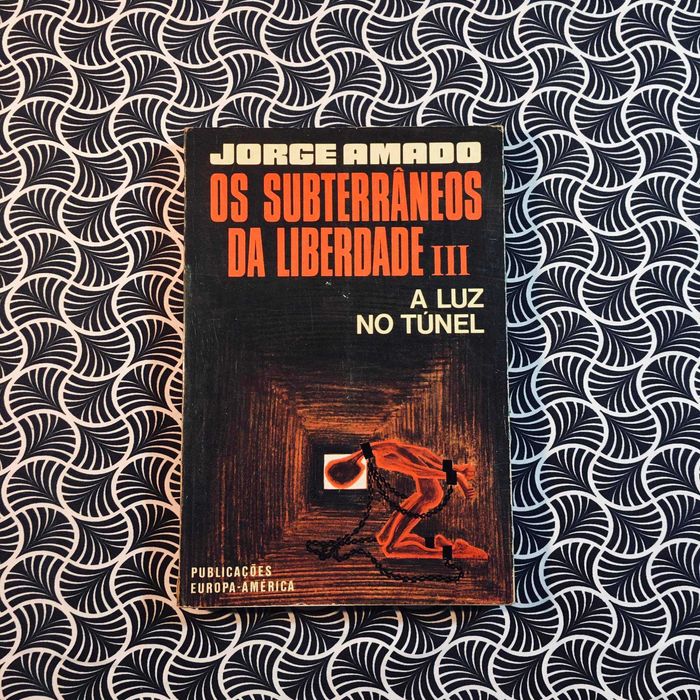 JORGE AMADO
OS SUBTERRÂNEOS
DA LIBERDADE III
A LUZ
NO TÚNEL
PUBLICAÇÕES
EUROPA-AMÉRICA